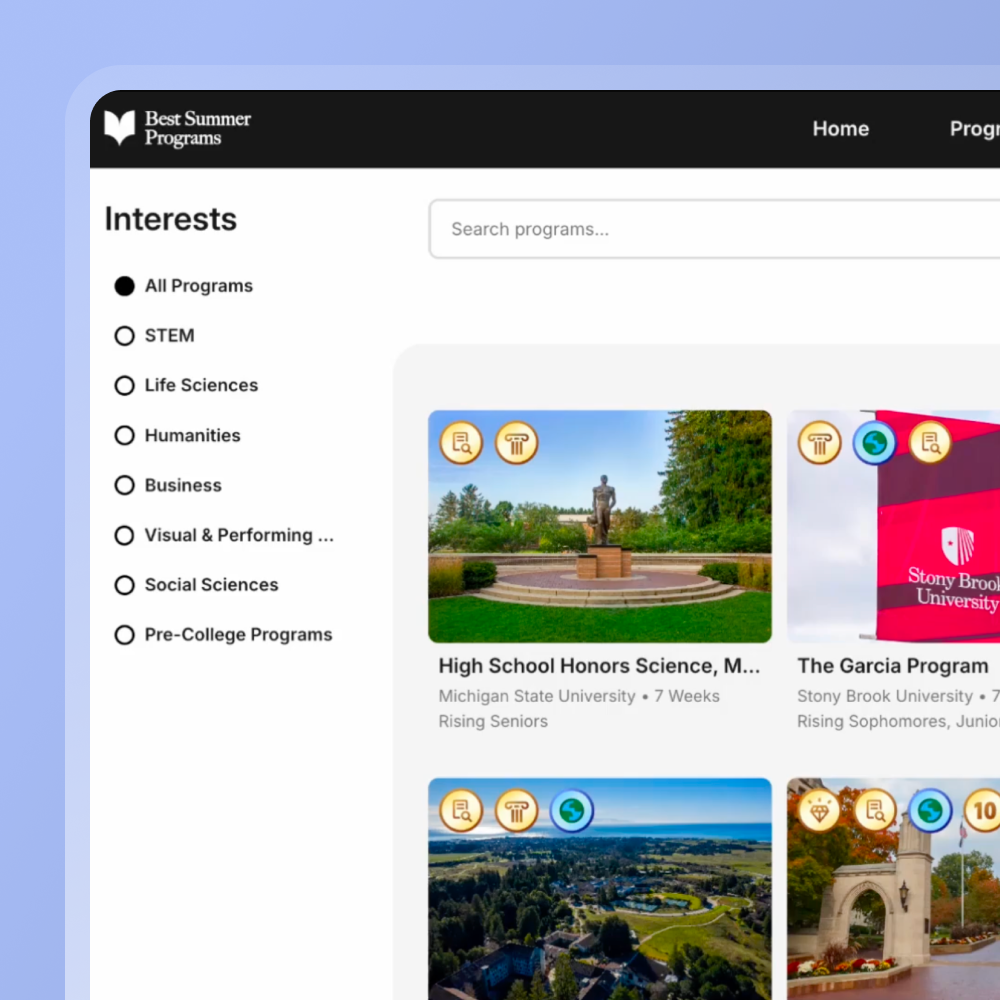 Best Summer
Programs
Home
Interests
Search programs...
All Programs
STEM
Life Sciences
Humanities
Business
Visual & Performing ...
Social Sciences
Pre-College Programs
Stony Brook
University
High School Honors Science, M...
Michigan State University • 7 Weeks
Rising Seniors
The Garcia Program
Stony Brook University • 7
Rising Sophomores,
10